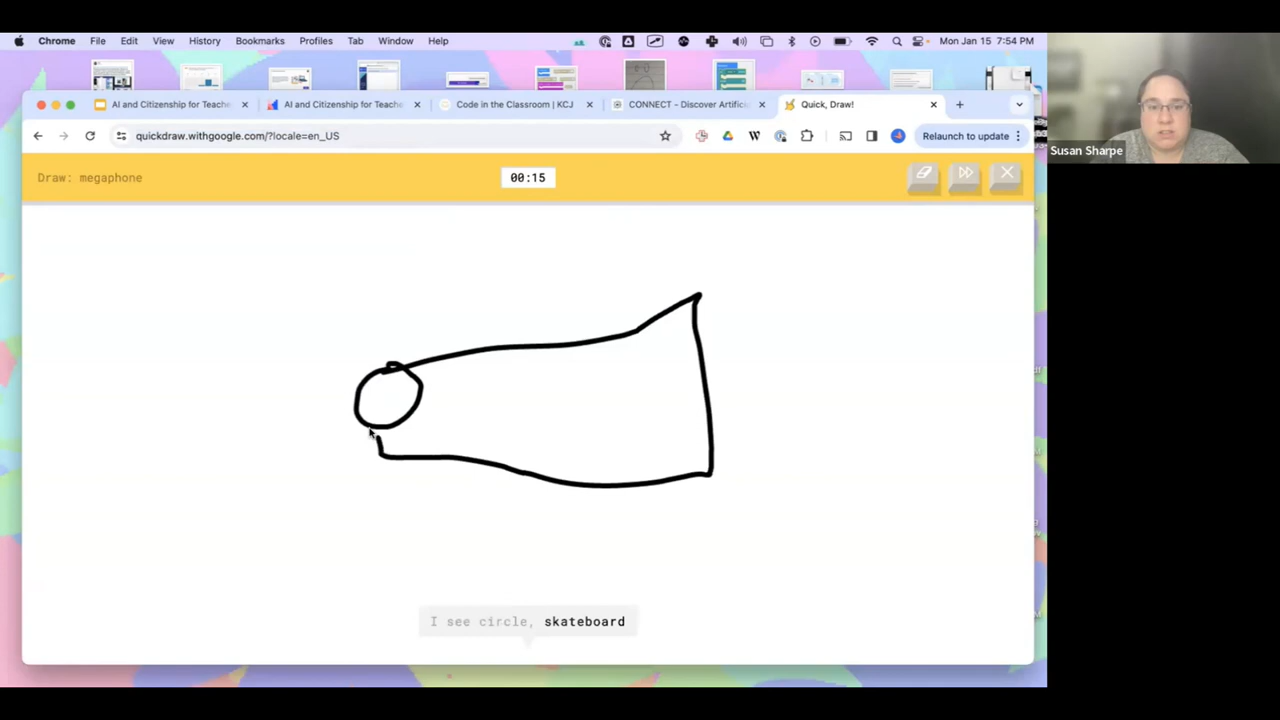 Chrome File Edit View History Bookmarks Profiles Tab Window Help Mon Jan 15 7:54 PM
AI and Citizenship for Teache
AI and Citizenship for Teache
Code in the Classroom | KCJ
CONNECT - Discover Artific
Quick, Draw!
quickdraw.withgoogle.com/?locale=en_US
Relaunch to update
Susan Sharpe
Draw: megaphone
00:15
I see circle, skateboard